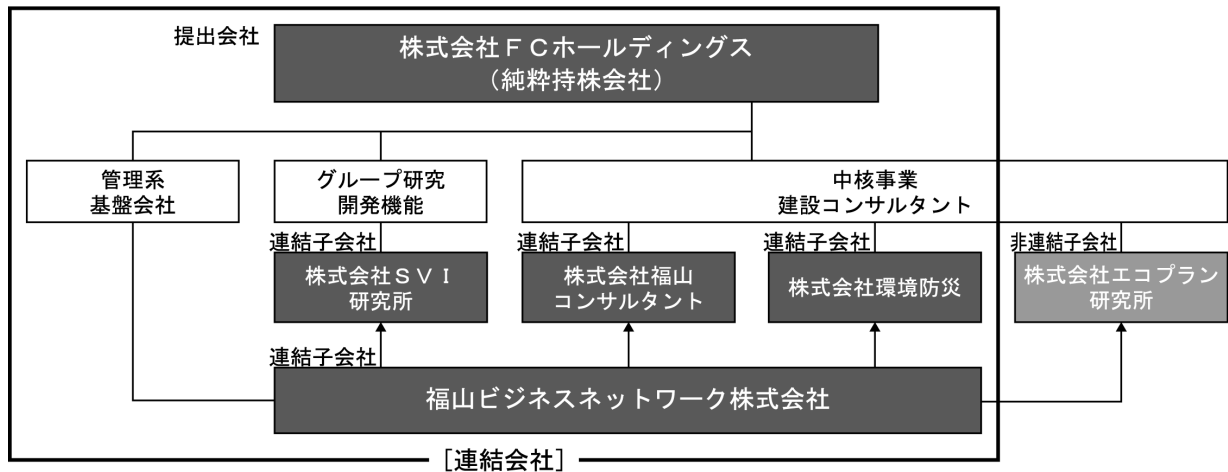 提出会社
株式会社ＦＣホールディングス
（純粋持株会社）
管理系
基盤会社
グループ研究
開発機能
中核事業
建設コンサルタント
連結子会社
連結子会社
連結子会社
非連結子会社
株式会社ＳＶＩ
研究所
株式会社福山
コンサルタント
株式会社環境防災
株式会社エコプラン
研究所
連結子会社
福山ビジネスネットワーク株式会社
［連結会社］